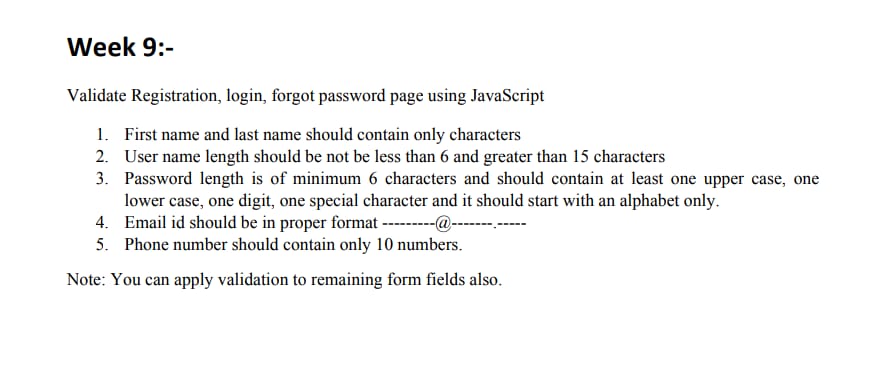 Week 9:-
Validate Registration, login, forgot password page using JavaScript
1. First name and last name should contain only characters
2. User name length should be not be less than 6 and greater than 15 characters
3. Password length is of minimum 6 characters and should contain at least one upper case, one
lower case, one digit, one special character and it should start with an alphabet only.
4. Email id should be in proper format ---------@-------.-----
5. Phone number should contain only 10 numbers.
Note: You can apply validation to remaining form fields also.